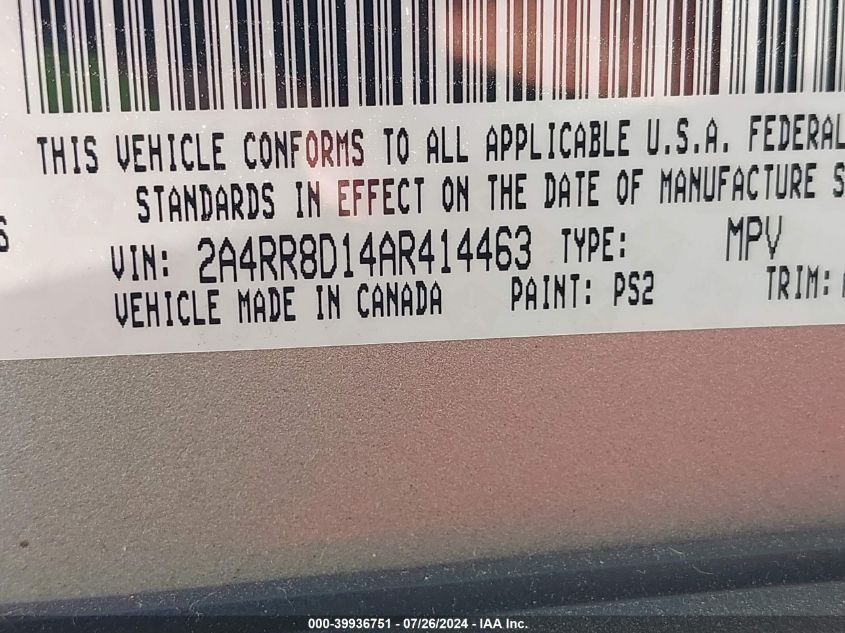 THIS VEHICLE CONFORMS TO ALL APPLICABLE U.S.A. FEDERAL
STANDARDS IN EFFECT ON THE DATE OF MANUFACTURE S
VIN: 2A4RR8D14AR414463 TYPE: MPV
VEHICLE MADE IN CANADA PAINT: PS2 TRIM:
000-39936751 / 07/26/2024 - IAA Inc.